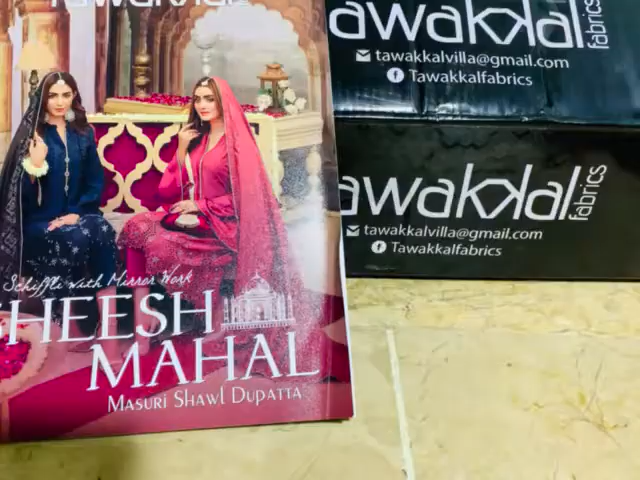 awakkal fabrics
tawakkalvilla@gmail.com
Tawakkalfabrics
awakkal fabrics
tawakkalvilla@gmail.com
Tawakkalfabrics
Schiffli with Mirror Work
SHEESH
MAHAL
Masuri Shawl Dupatta